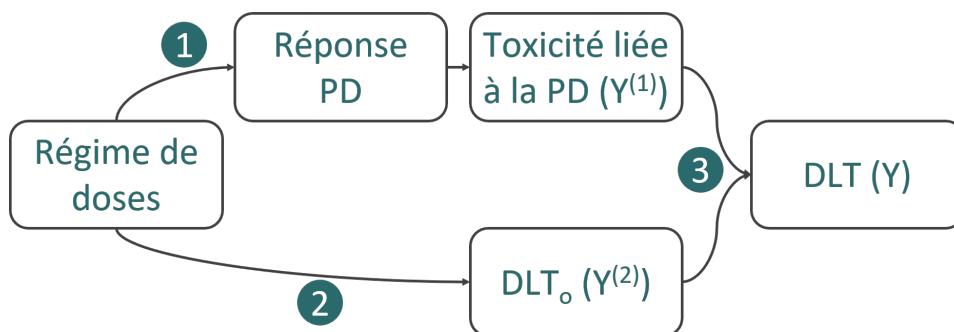 1
Réponse
PD
Toxicité liée
à la PD (Y⁽¹⁾)
Régime de
doses
3
DLT (Y)
2
DLTₒ (Y⁽²⁾)